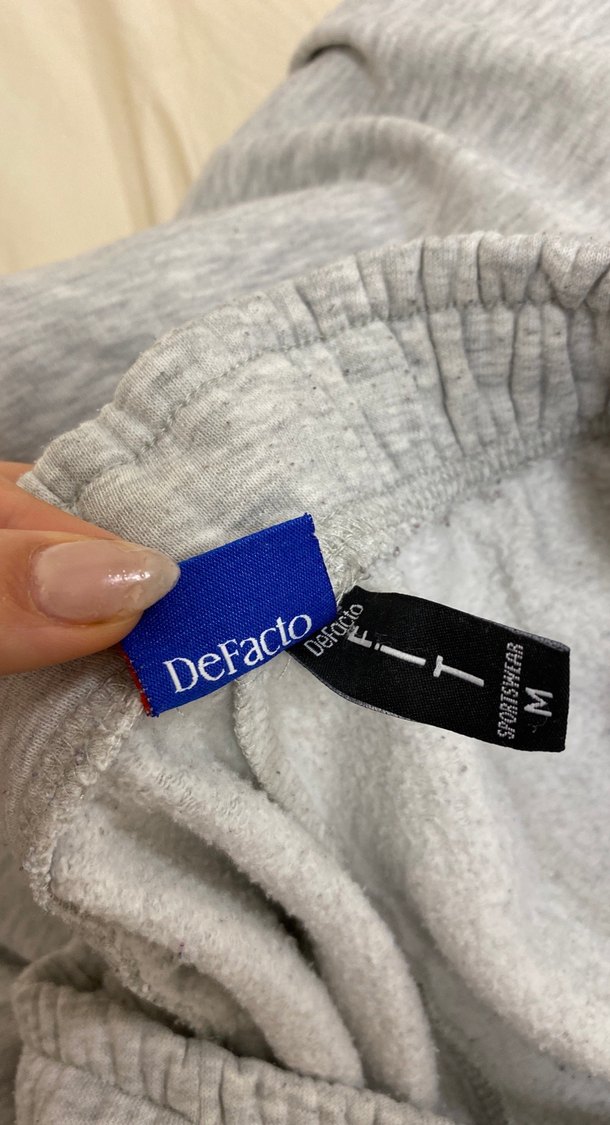 DeFacto
DeFacto
FiT
SPORTSWEAR
M